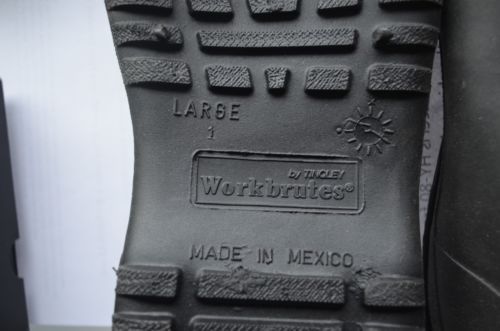 LARGE
1
by TINGLEY
Workbrutes®
MADE IN MEXICO